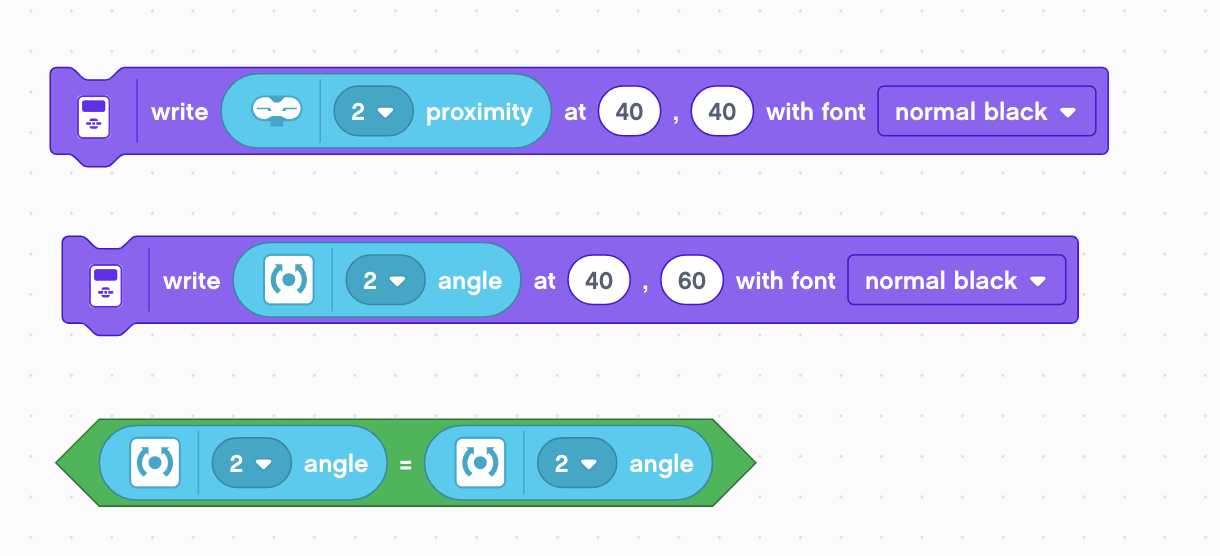 write 2 proximity at 40 , 40 with font normal black
write 2 angle at 40 , 60 with font normal black
2 angle = 2 angle